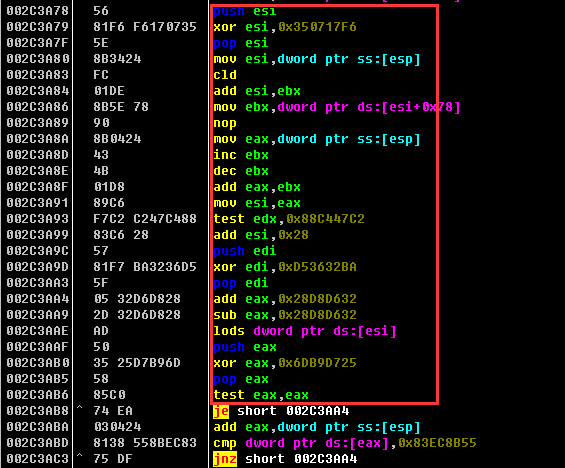 002C3A78 56 push esi
002C3A79 81F6 F6170735 xor esi,0x350717F6
002C3A7F 5E pop esi
002C3A80 8B3424 mov esi,dword ptr ss:[esp]
002C3A83 FC cld
002C3A84 01DE add esi,ebx
002C3A86 8B5E 78 mov ebx,dword ptr ds:[esi+0x78]
002C3A89 90 nop
002C3A8A 8B0424 mov eax,dword ptr ss:[esp]
002C3A8D 43 inc ebx
002C3A8E 4B dec ebx
002C3A8F 01D8 add eax,ebx
002C3A91 89C6 mov esi,eax
002C3A93 F7C2 C247C488 test edx,0x88C447C2
002C3A99 83C6 28 add esi,0x28
002C3A9C 57 push edi
002C3A9D 81F7 BA3236D5 xor edi,0xD53632BA
002C3AA3 5F pop edi
002C3AA4 05 32D6D828 add eax,0x28D8D632
002C3AA9 2D 32D6D828 sub eax,0x28D8D632
002C3AAE AD lods dword ptr ds:[esi]
002C3AAF 50 push eax
002C3AB0 35 25D7B96D xor eax,0x6DB9D725
002C3AB5 58 pop eax
002C3AB6 85C0 test eax,eax
002C3AB8 ^ 74 EA je short 002C3AA4
002C3ABA 030424 add eax,dword ptr ss:[esp]
002C3ABD 8138 558BEC83 cmp dword ptr ds:[eax],0x83EC8B55
002C3AC3 ^ 75 DF jnz short 002C3AA4